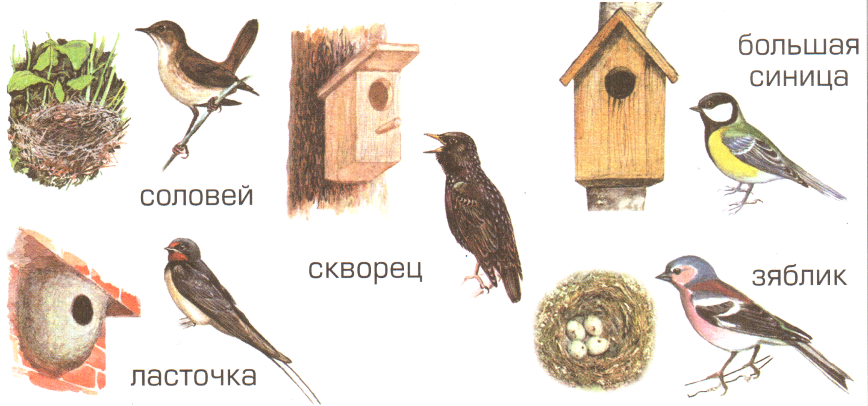 соловей
скворец
большая
синица
ласточка
зяблик